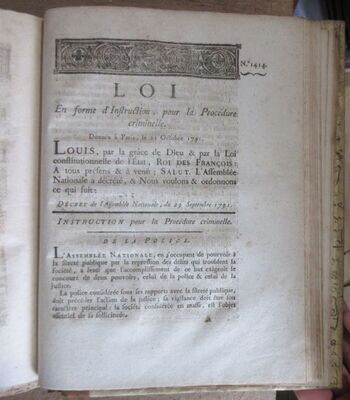 N.° 1414.
LOI
En forme d'Instruction, pour la Procédure
criminelle.
Donnée à Paris, le 21 Octobre 1791.
LOUIS, par la grâce de Dieu & par la Loi
constitutionnelle de l'État, ROI DES FRANÇOIS:
A tous présens & à venir; SALUT. L'Assemblée
Nationale a décrété, & Nous voulons & ordonnons
ce qui suit:
DÉCRET de l'Assemblée Nationale, du 29 Septembre 1791.
INSTRUCTION pour la Procédure criminelle.
DE LA POLICE.
L'ASSEMBLÉE NATIONALE, en s'occupant de pourvoir à
la sûreté publique par la répression des délits qui troublent la
société, a senti que l'accomplissement de ce but exigeoit le
concours de deux pouvoirs, celui de la police & celui de la
justice.
La police considérée sous ses rapports avec la sûreté publique,
doit précéder l'action de la justice; sa vigilance doit être son
caractère principal; la société considérée en masse, est l'objet
essentiel de sa sollicitude.